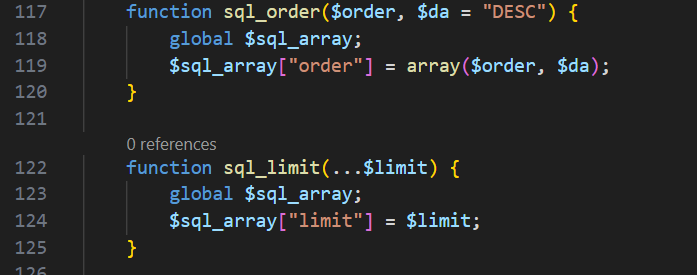 117 function sql_order($order, $da = "DESC") {
118 global $sql_array;
119 $sql_array["order"] = array($order, $da);
120 }
121
0 references
122 function sql_limit(...$limit) {
123 global $sql_array;
124 $sql_array["limit"] = $limit;
125 }
126